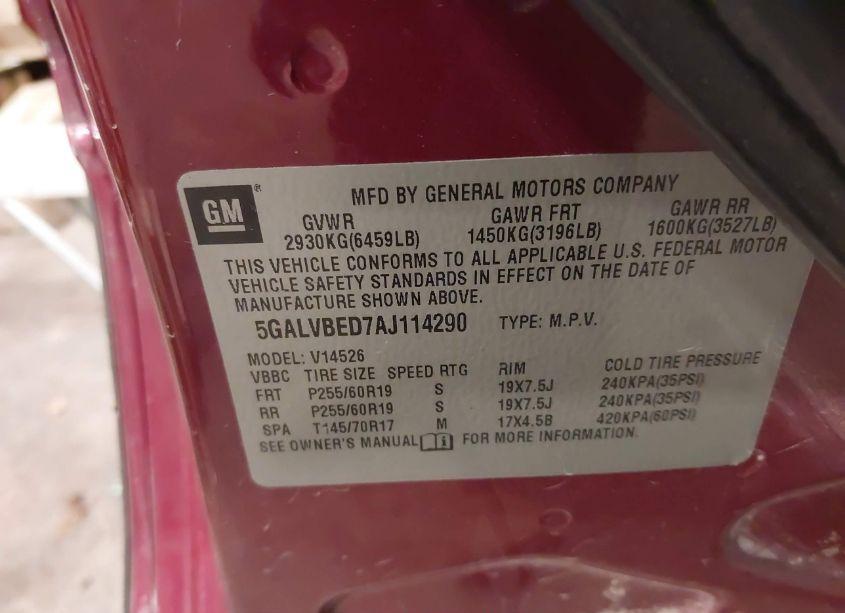 GM®
MFD BY GENERAL MOTORS COMPANY
GVWR GAWR FRT GAWR RR
2930KG(6459LB) 1450KG(3196LB) 1600KG(3527LB)
THIS VEHICLE CONFORMS TO ALL APPLICABLE U.S. FEDERAL MOTOR
VEHICLE SAFETY STANDARDS IN EFFECT ON THE DATE OF
MANUFACTURE SHOWN ABOVE.
5GALVBED7AJ114290 TYPE: M.P.V.
MODEL: V14526
VBBC TIRE SIZE SPEED RTG RIM COLD TIRE PRESSURE
FRT P255/60R19 S 19X7.5J 240KPA(35PSI)
RR P255/60R19 S 19X7.5J 240KPA(35PSI)
SPA T145/70R17 M 17X4.5B 420KPA(60PSI)
SEE OWNER'S MANUAL i FOR MORE INFORMATION.